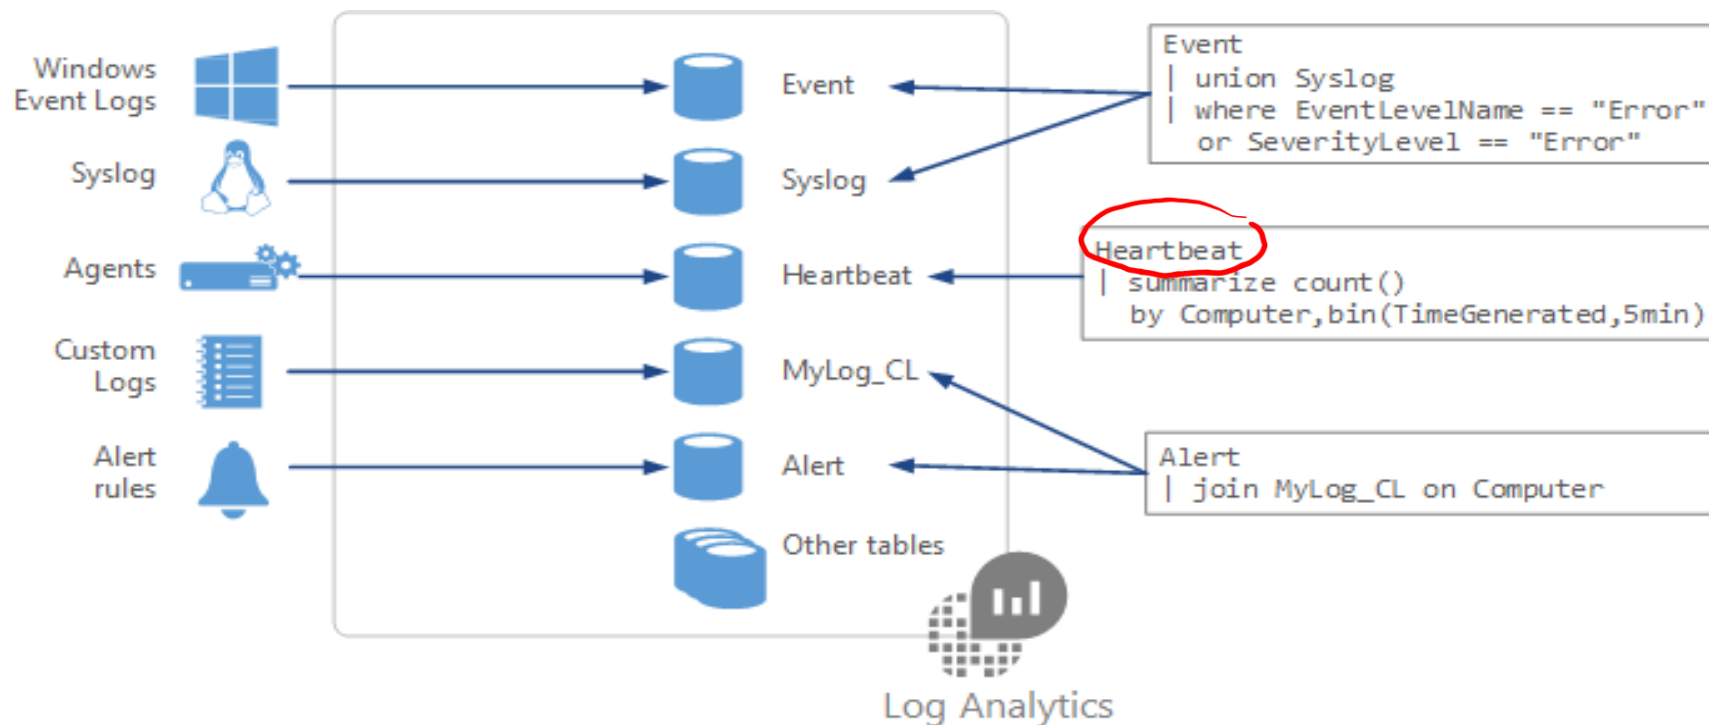 Windows
Event Logs
Syslog
Agents
Custom
Logs
Alert
rules
Event
Syslog
Heartbeat
MyLog_CL
Alert
Other tables
Event
| union Syslog
| where EventLevelName == "Error"
or SeverityLevel == "Error"
Heartbeat
| summarize count()
by Computer,bin(TimeGenerated,5min)
Alert
| join MyLog_CL on Computer
Log Analytics